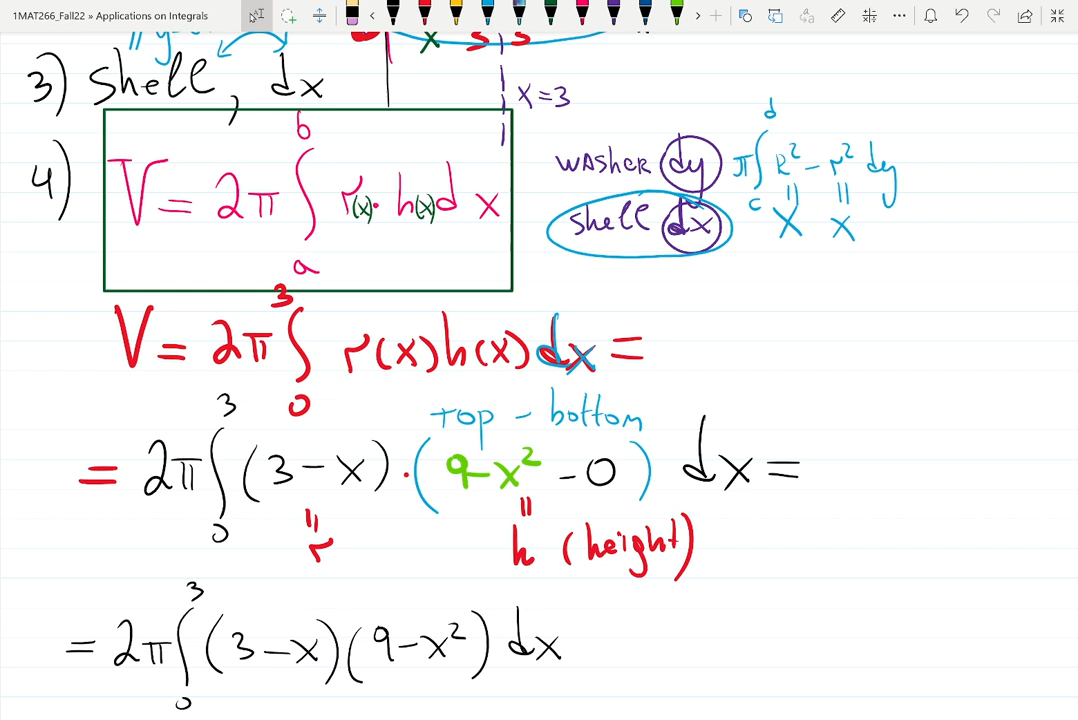 1MAT266_Fall22 » Applications on Integrals
3) shell, dx
x = 3
4) V = 2π ∫_a^b r(x) · h(x) d x
WASHER dy π ∫_c^d R² - r² dy
shell dx
" "
x x
V = 2π ∫_0^3 r(x) h(x) dx =
TOP - bottom
= 2π ∫_0^3 (3 - x) · (9 - x² - 0) dx =
" "
r h (height)
= 2π ∫_0^3 (3 - x)(9 - x²) dx